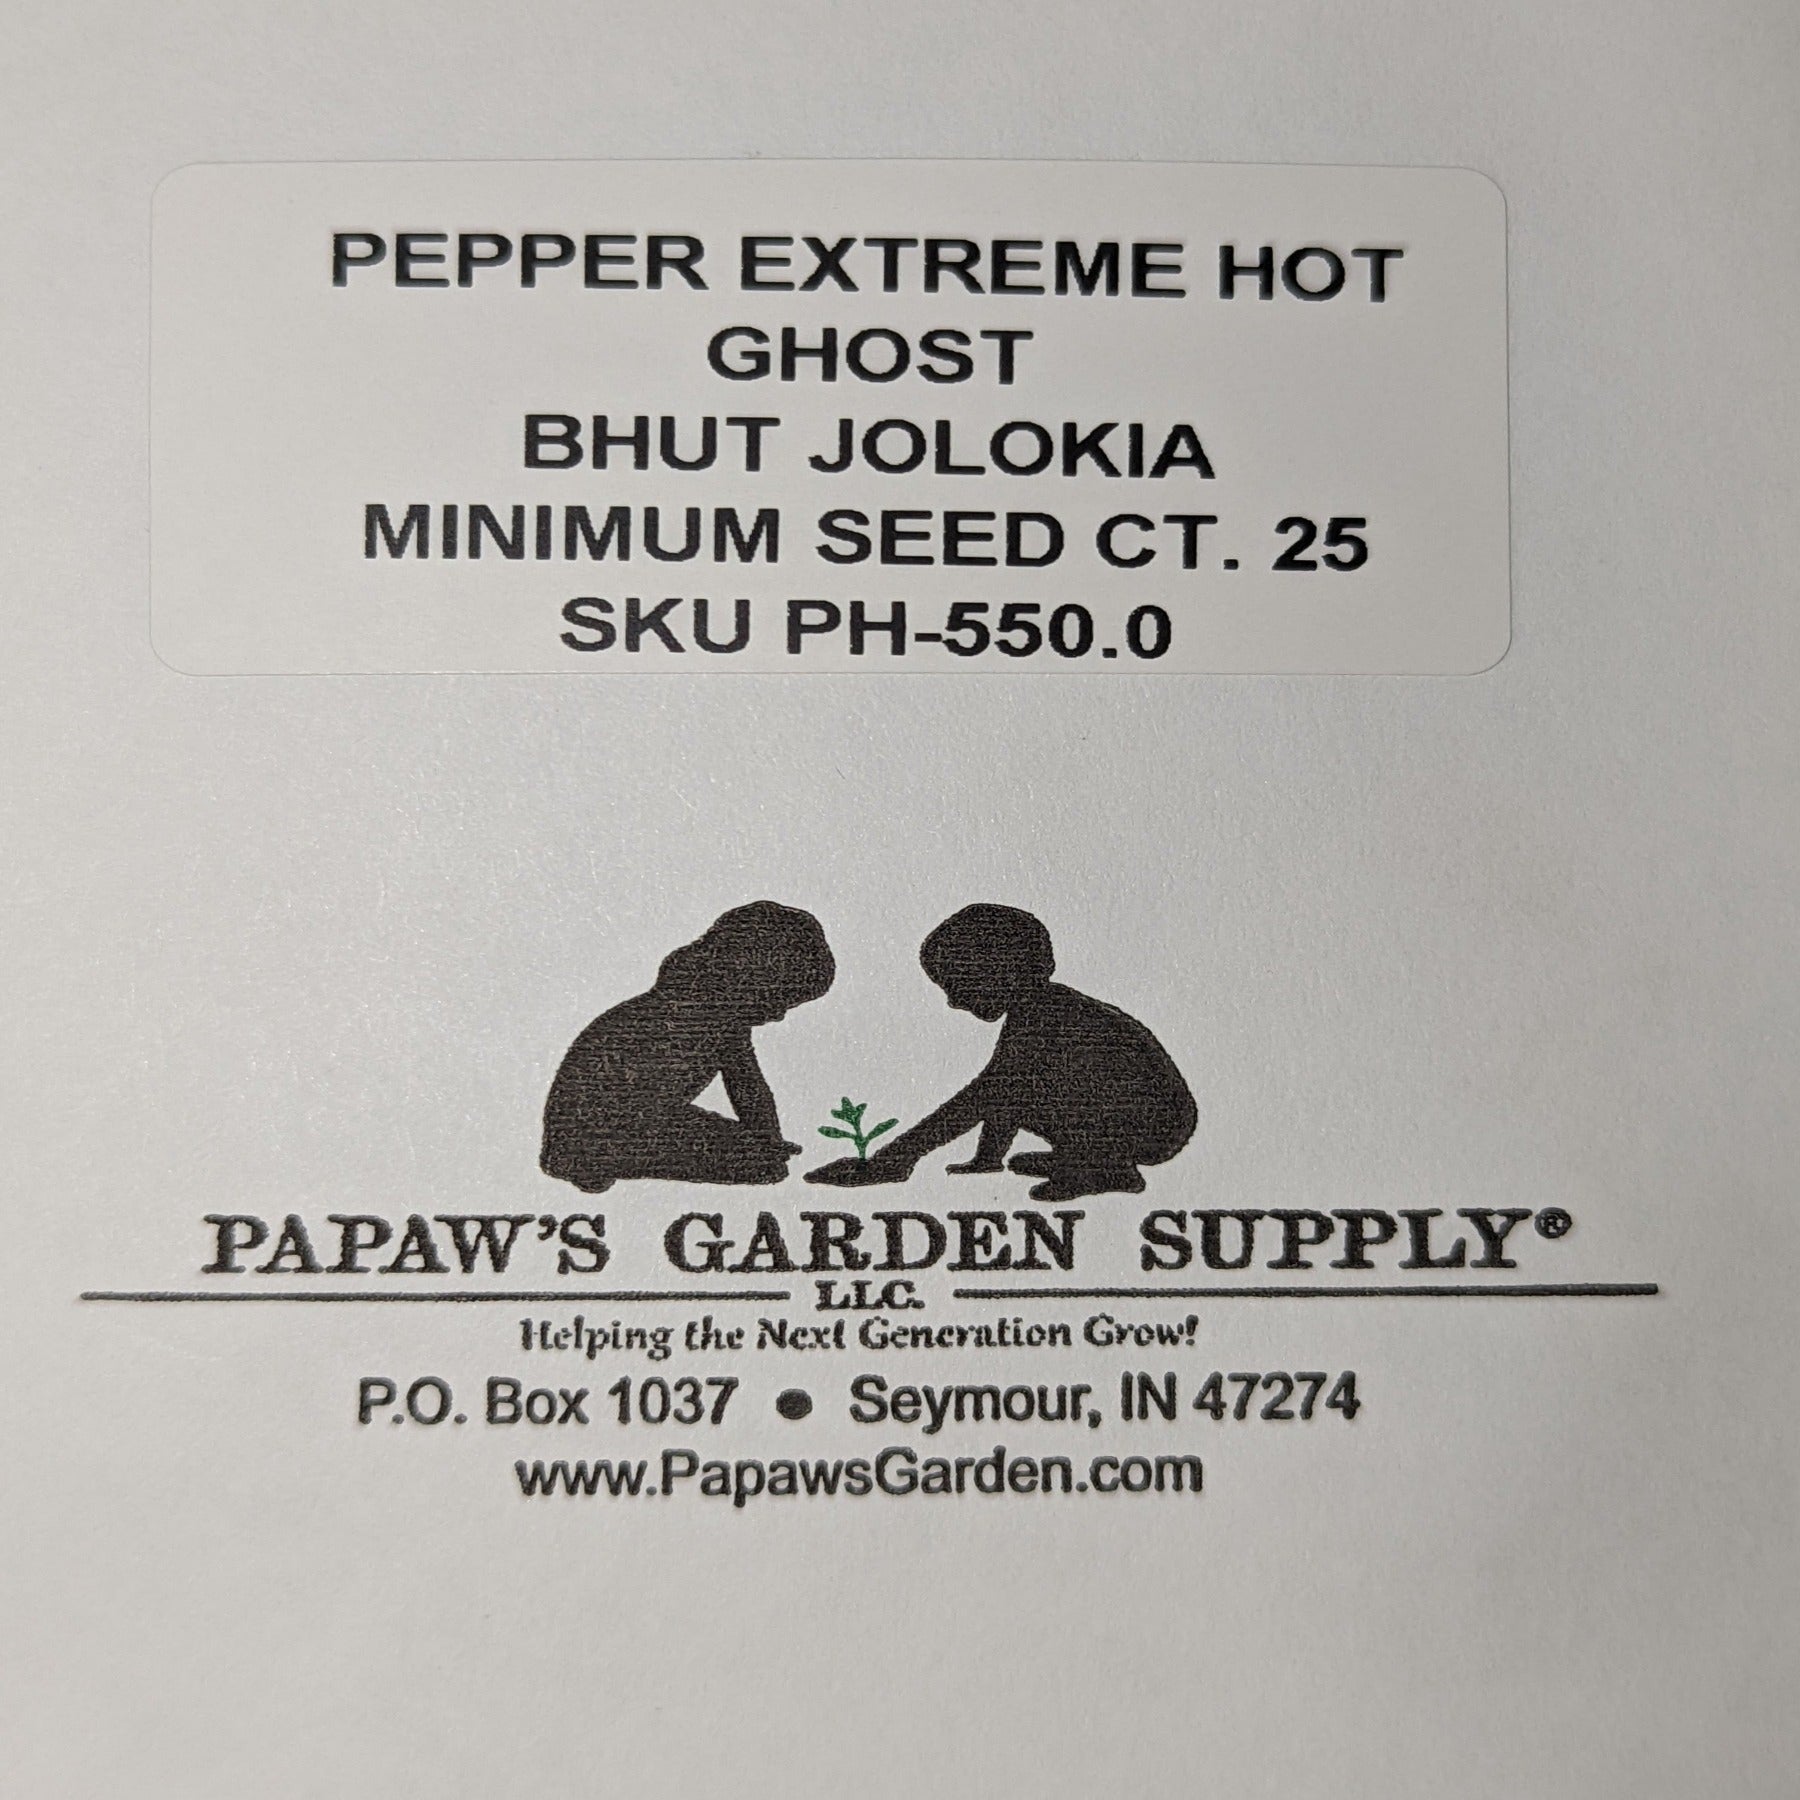 PEPPER EXTREME HOT
GHOST
BHUT JOLOKIA
MINIMUM SEED CT. 25
SKU PH-550.0
PAPAW'S GARDEN SUPPLY®
LLC.
Helping the Next Generation Grow!
P.O. Box 1037 ● Seymour, IN 47274
www.PapawsGarden.com